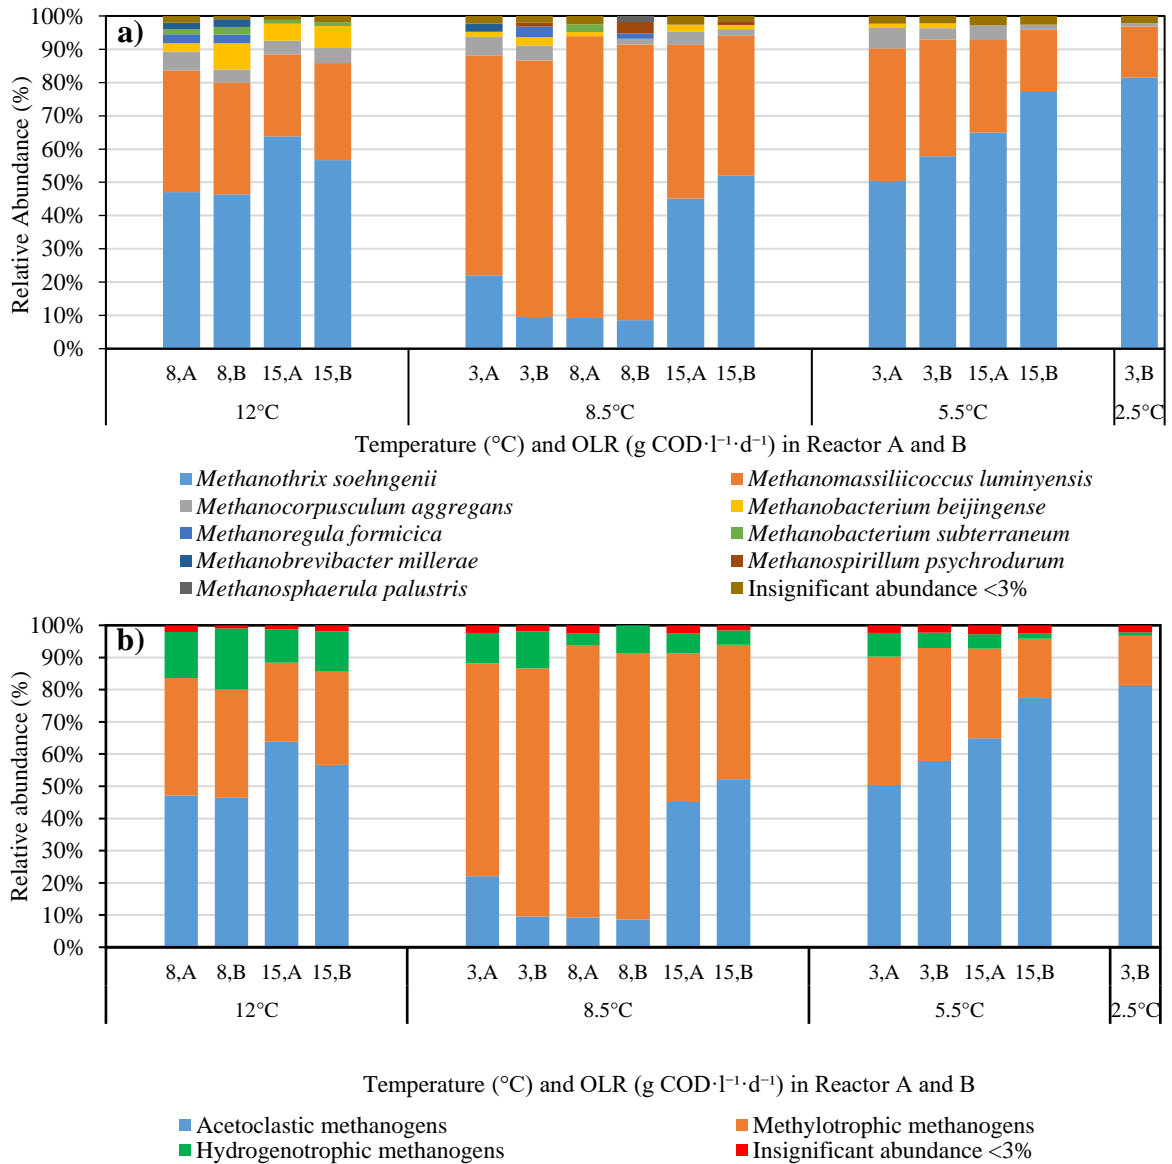 a)
Relative Abundance (%)
100%
90%
80%
70%
60%
50%
40%
30%
20%
10%
0%
8,A 8,B 15,A 15,B 3,A 3,B 8,A 8,B 15,A 15,B 3,A 3,B 15,A 15,B 3,B
12°C 8.5°C 5.5°C 2.5°C
Temperature (°C) and OLR (g COD·l⁻¹·d⁻¹) in Reactor A and B
Methanothrix soehngenii Methanomassiliicoccus luminyensis
Methanocorpusculum aggregans Methanobacterium beijingense
Methanoregula formicica Methanobacterium subterraneum
Methanobrevibacter millerae Methanospirillum psychrodurum
Methanosphaerula palustris Insignificant abundance <3%
b)
Relative abundance (%)
100%
90%
80%
70%
60%
50%
40%
30%
20%
10%
0%
8,A 8,B 15,A 15,B 3,A 3,B 8,A 8,B 15,A 15,B 3,A 3,B 15,A 15,B 3,B
12°C 8.5°C 5.5°C 2.5°C
Temperature (°C) and OLR (g COD·l⁻¹·d⁻¹) in Reactor A and B
Acetoclastic methanogens Methylotrophic methanogens
Hydrogenotrophic methanogens Insignificant abundance <3%